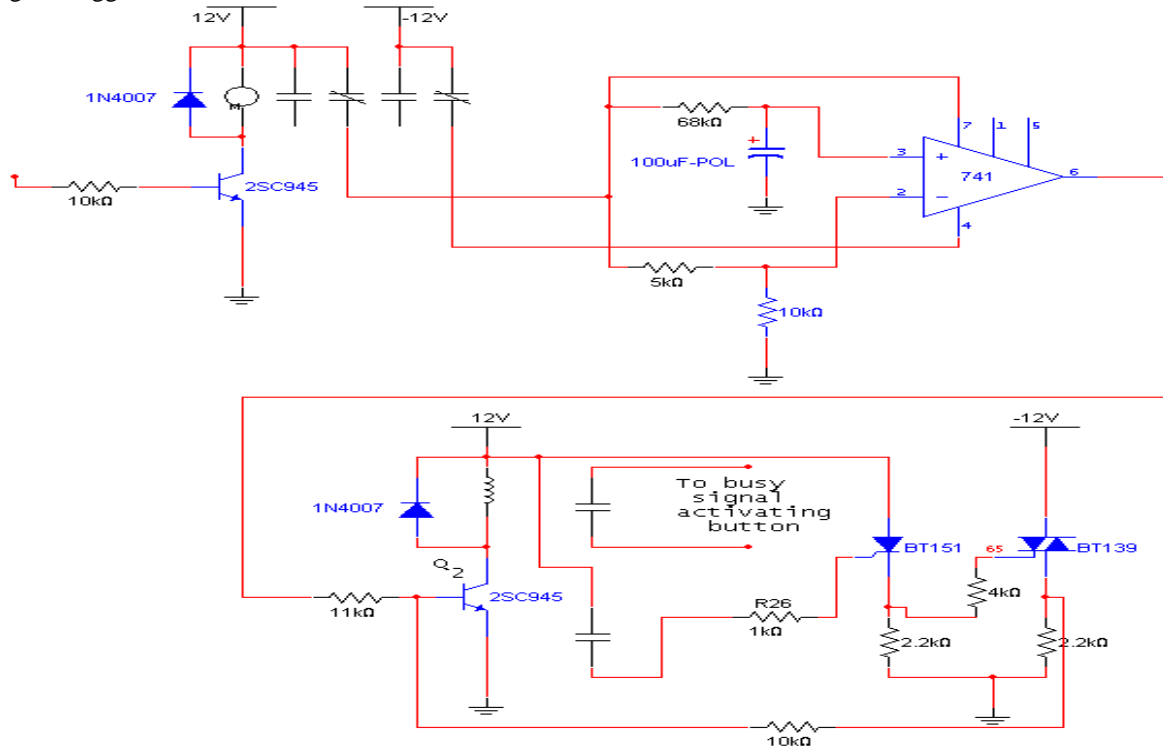 12V
-12V
1N4007
M
68kΩ
7
1
5
100uF-POL
3
+
741
6
2SC945
10kΩ
2
−
4
5kΩ
10kΩ
12V
-12V
To busy
signal
activating
button
1N4007
BT151
65
BT139
Q2
2SC945
11kΩ
R26
1kΩ
4kΩ
2.2kΩ
2.2kΩ
10kΩ